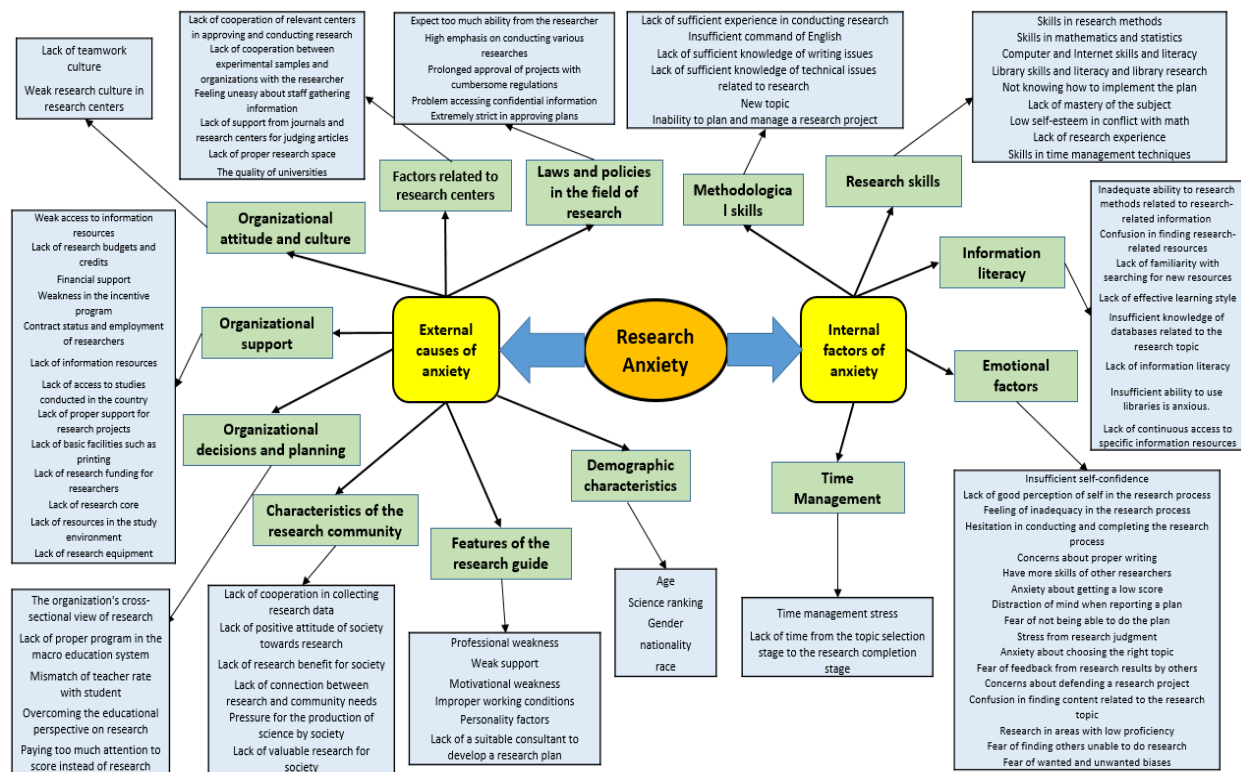 Lack of teamwork
culture
Weak research culture in
research centers
Lack of cooperation of relevant centers
in approving and conducting research
Lack of cooperation between
experimental samples and
organizations with the researcher
Feeling uneasy about staff gathering
information
Lack of support from journals and
research centers for judging articles
Lack of proper research space
The quality of universities
Expect too much ability from the researcher
High emphasis on conducting various
researches
Prolonged approval of projects with
cumbersome regulations
Problem accessing confidential information
Extremely strict in approving plans
Lack of sufficient experience in conducting research
Insufficient command of English
Lack of sufficient knowledge of writing issues
Lack of sufficient knowledge of technical issues
related to research
New topic
Inability to plan and manage a research project
Skills in research methods
Skills in mathematics and statistics
Computer and Internet skills and literacy
Library skills and literacy and library research
Not knowing how to implement the plan
Lack of mastery of the subject
Low self-esteem in conflict with math
Lack of research experience
Skills in time management techniques
Organizational
attitude and culture
Factors related to
research centers
Laws and policies
in the field of
research
Methodologica
l skills
Research skills
Information
literacy
Inadequate ability to research
methods related to research-
related information
Confusion in finding research-
related resources
Lack of familiarity with
searching for new resources
Lack of effective learning style
Insufficient knowledge of
databases related to the
research topic
Lack of information literacy
Insufficient ability to use
libraries is anxious.
Lack of continuous access to
specific information resources
Weak access to information
resources
Lack of research budgets and
credits
Financial support
Weakness in the incentive
program
Contract status and employment
of researchers
Lack of information resources
Lack of access to studies
conducted in the country
Lack of proper support for
research projects
Lack of basic facilities such as
printing
Lack of research funding for
researchers
Lack of research core
Lack of resources in the study
environment
Lack of research equipment
Organizational
support
External
causes of
anxiety
Research
Anxiety
Internal
factors of
anxiety
Emotional
factors
Organizational
decisions and planning
Characteristics of the
research community
Features of the
research guide
Demographic
characteristics
Time
Management
The organization's cross-
sectional view of research
Lack of proper program in the
macro education system
Mismatch of teacher rate
with student
Overcoming the educational
perspective on research
Paying too much attention to
score instead of research
Lack of cooperation in collecting
research data
Lack of positive attitude of society
towards research
Lack of research benefit for society
Lack of connection between
research and community needs
Pressure for the production of
science by society
Lack of valuable research for
society
Professional weakness
Weak support
Motivational weakness
Improper working conditions
Personality factors
Lack of a suitable consultant to
develop a research plan
Age
Science ranking
Gender
nationality
race
Time management stress
Lack of time from the topic selection
stage to the research completion
stage
Insufficient self-confidence
Lack of good perception of self in the research process
Feeling of inadequacy in the research process
Hesitation in conducting and completing the research
process
Concerns about proper writing
Have more skills of other researchers
Anxiety about getting a low score
Distraction of mind when reporting a plan
Fear of not being able to do the plan
Stress from research judgment
Anxiety about choosing the right topic
Fear of feedback from research results by others
Concerns about defending a research project
Confusion in finding content related to the research
topic
Research in areas with low proficiency
Fear of finding others unable to do research
Fear of wanted and unwanted biases